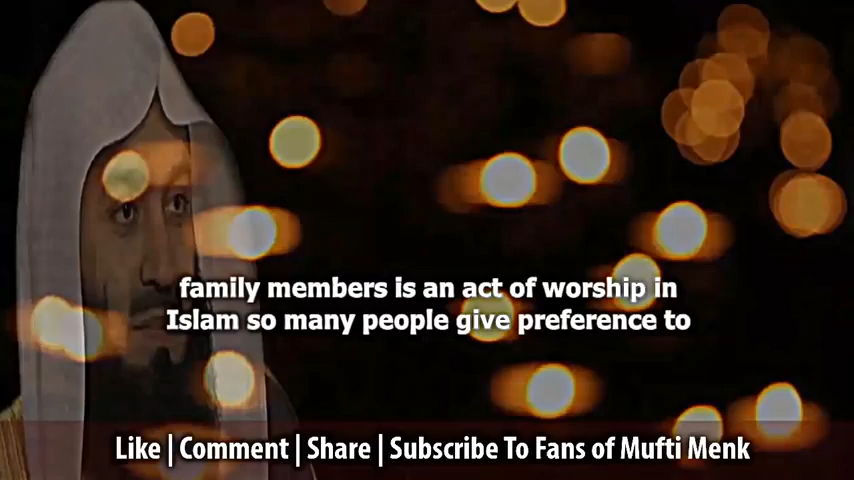 family members is an act of worship in
Islam so many people give preference to
Like | Comment | Share | Subscribe To Fans of Mufti Menk